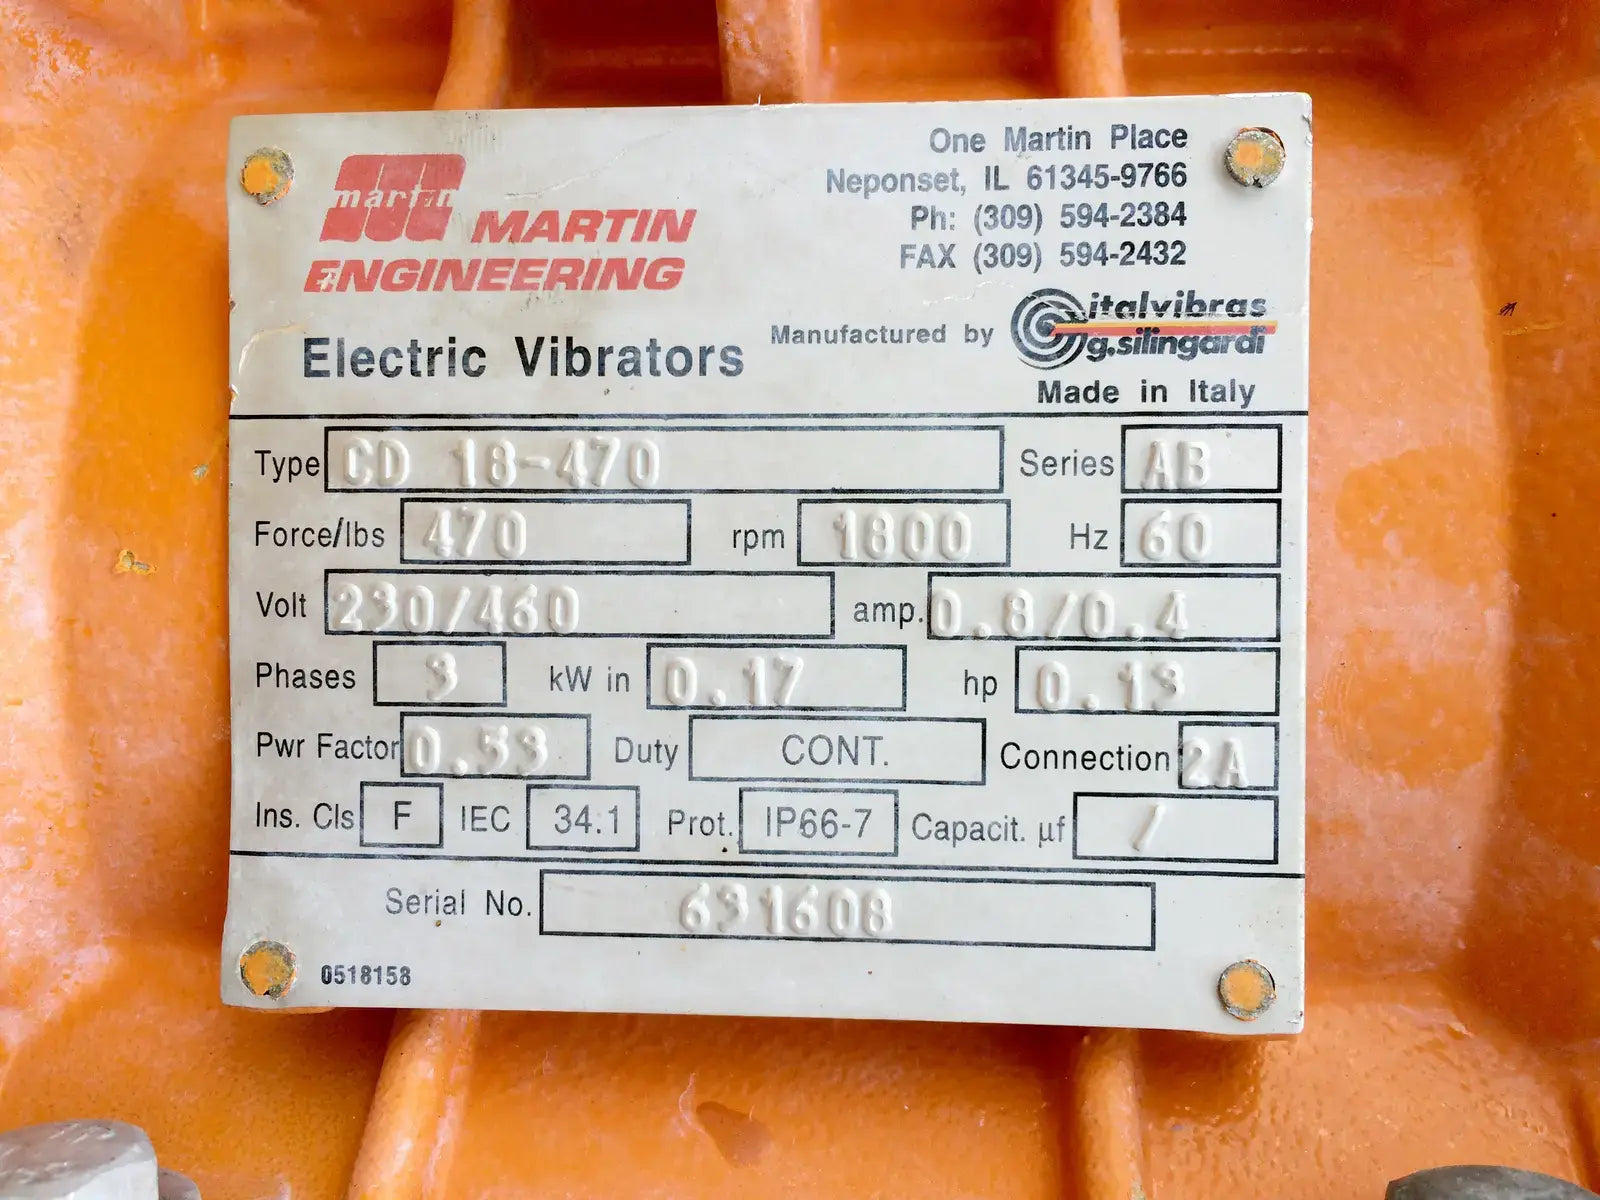 martin
MARTIN
ENGINEERING
One Martin Place
Neponset, IL 61345-9766
Ph: (309) 594-2384
FAX (309) 594-2432
Electric Vibrators
Manufactured by
italvibras
g.silingardi
Made in Italy
Type CD 18-470 Series AB
Force/lbs 470 rpm 1800 Hz 60
Volt 230/460 amp. 0.8/0.4
Phases 3 kW in 0.17 hp 0.13
Pwr Factor 0.53 Duty CONT. Connection 2A
Ins. Cls F IEC 34.1 Prot. IP66-7 Capacit. µf /
Serial No. 631608
0518158